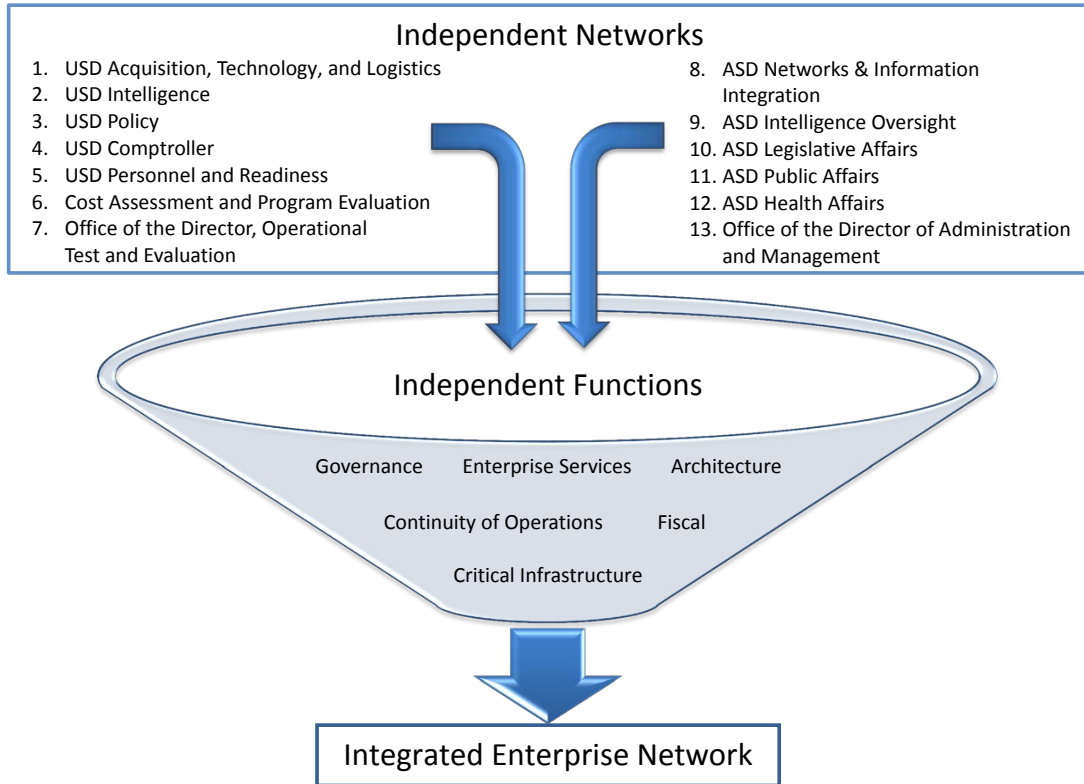 Independent Networks
1. USD Acquisition, Technology, and Logistics
2. USD Intelligence
3. USD Policy
4. USD Comptroller
5. USD Personnel and Readiness
6. Cost Assessment and Program Evaluation
7. Office of the Director, Operational
Test and Evaluation
8. ASD Networks & Information
Integration
9. ASD Intelligence Oversight
10. ASD Legislative Affairs
11. ASD Public Affairs
12. ASD Health Affairs
13. Office of the Director of Administration
and Management
Independent Functions
Governance Enterprise Services Architecture
Continuity of Operations Fiscal
Critical Infrastructure
Integrated Enterprise Network